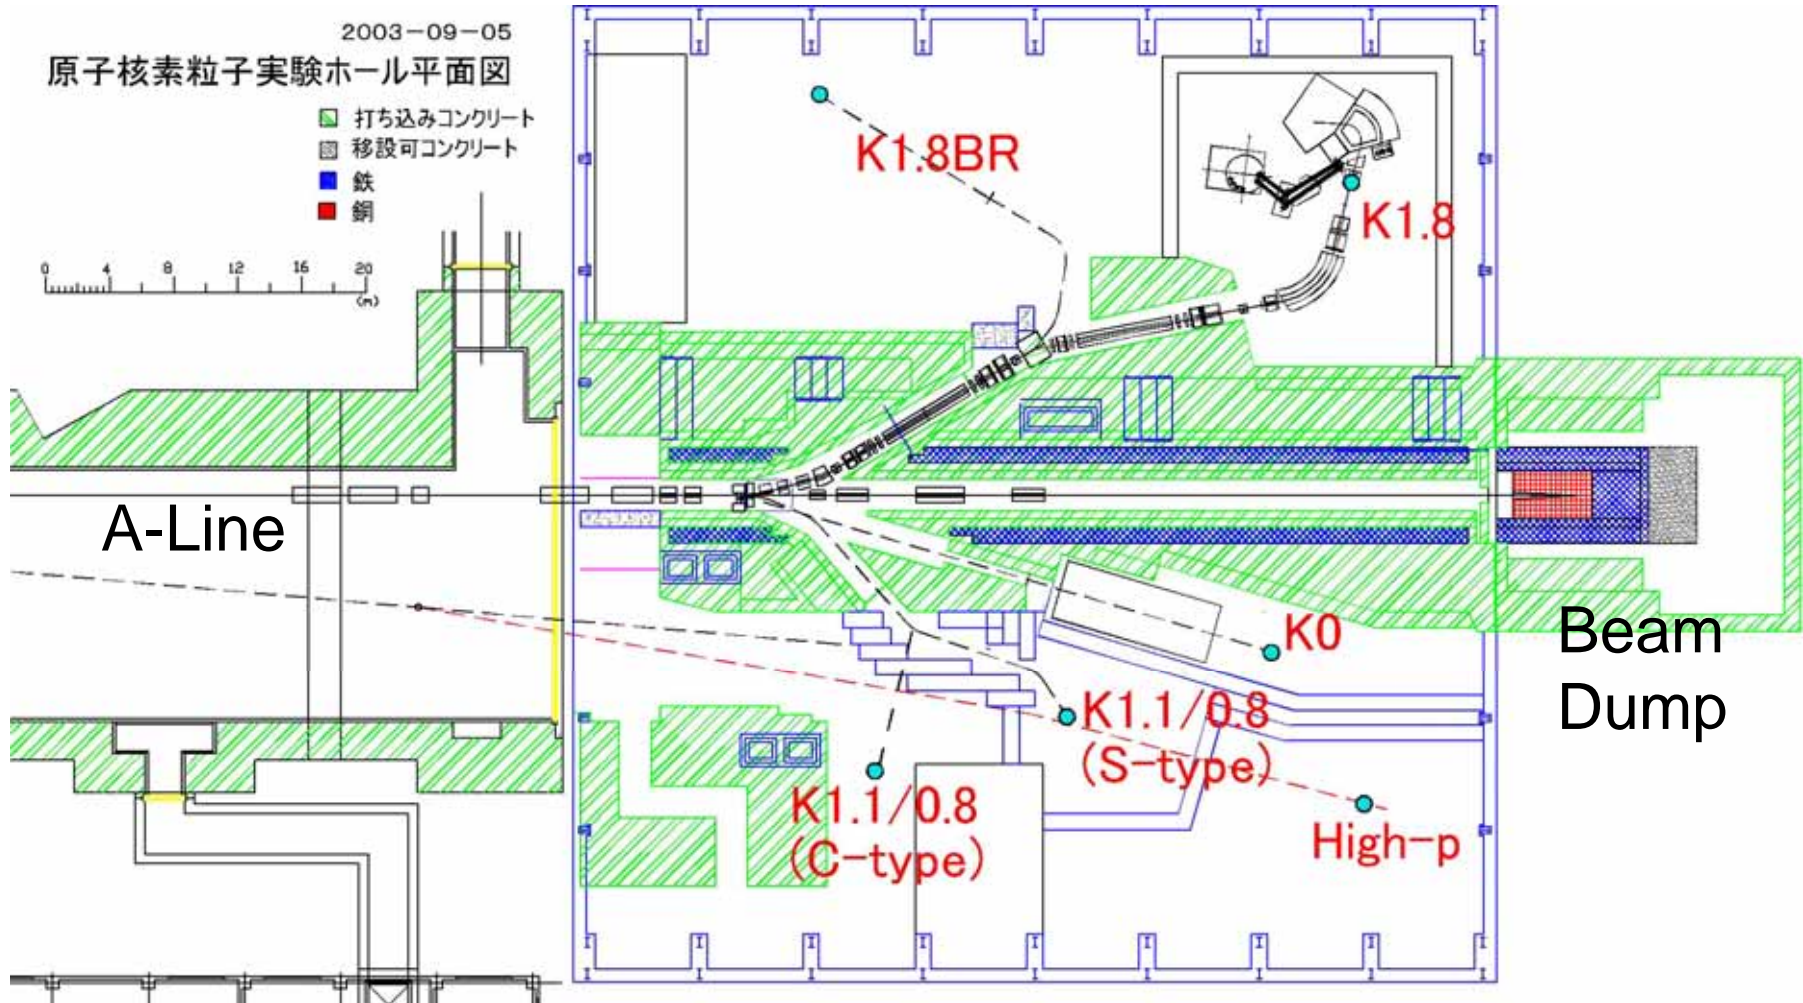 2003-09-05
原子核素粒子実験ホール平面図
打ち込みコンクリート
移設可コンクリート
鉄
銅
0 4 8 12 16 20
(m)
K1.8BR
K1.8
A-Line
K0
Beam
Dump
K1.1/0.8
(S-type)
K1.1/0.8
(C-type)
High-p